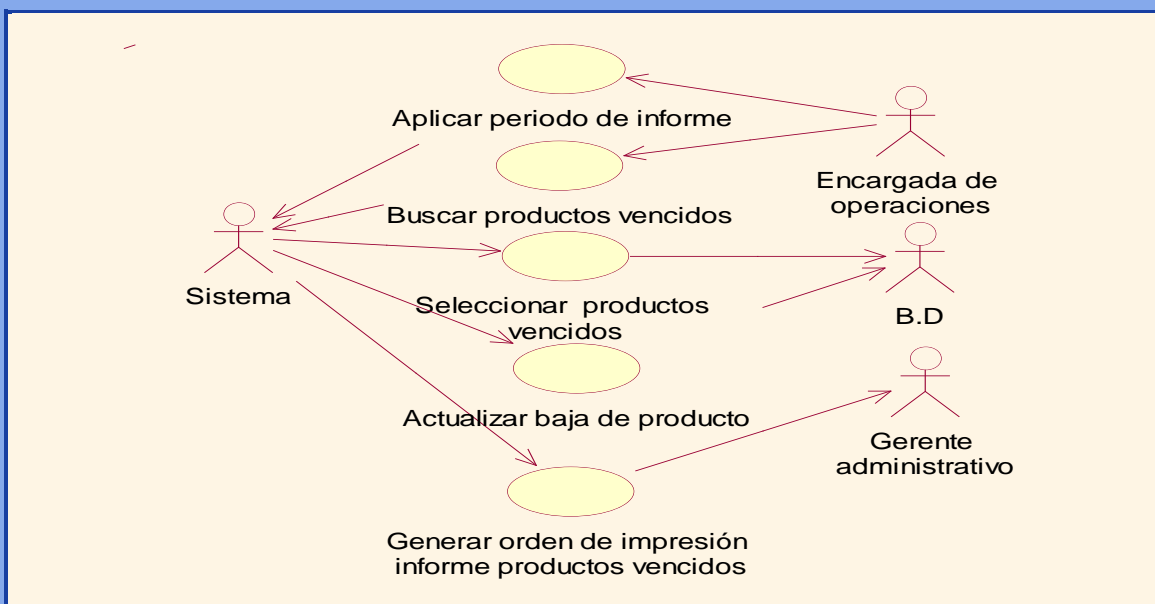 Aplicar periodo de informe
Encargada de
operaciones
Buscar productos vencidos
Sistema
Seleccionar productos
vencidos
B.D
Actualizar baja de producto
Gerente
administrativo
Generar orden de impresión
informe productos vencidos